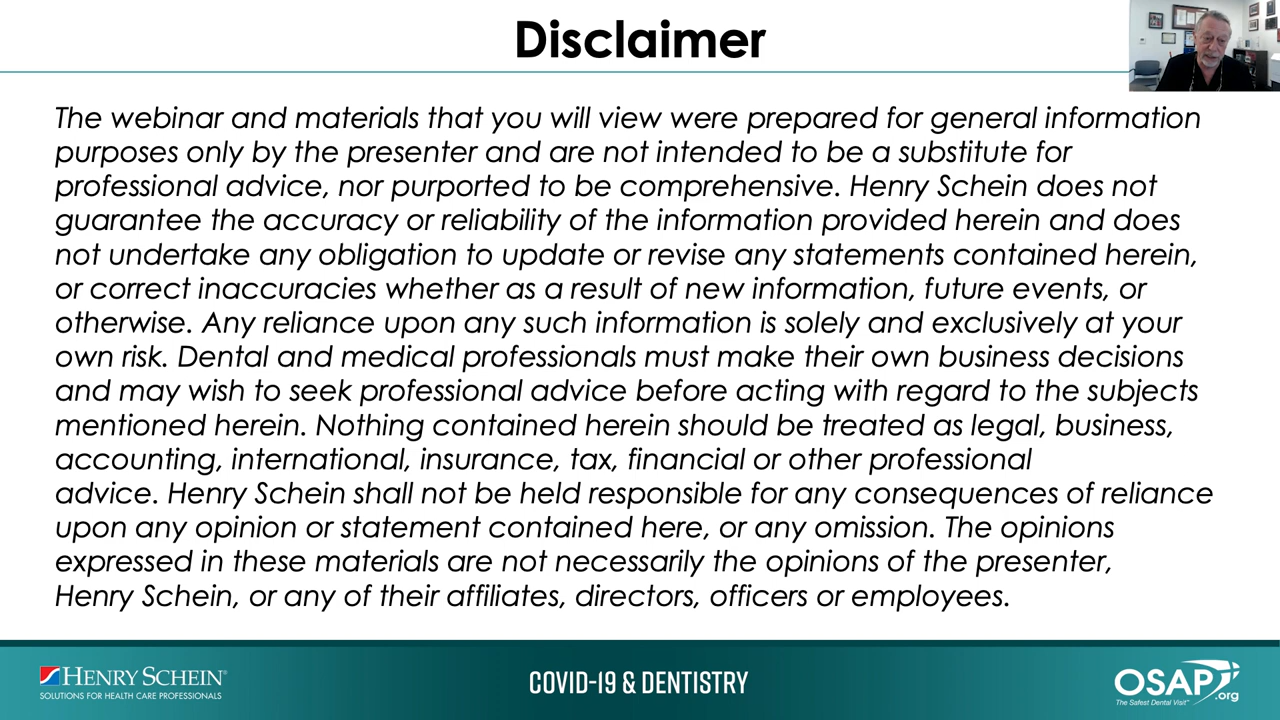 Disclaimer
The webinar and materials that you will view were prepared for general information
purposes only by the presenter and are not intended to be a substitute for
professional advice, nor purported to be comprehensive. Henry Schein does not
guarantee the accuracy or reliability of the information provided herein and does
not undertake any obligation to update or revise any statements contained herein,
or correct inaccuracies whether as a result of new information, future events, or
otherwise. Any reliance upon any such information is solely and exclusively at your
own risk. Dental and medical professionals must make their own business decisions
and may wish to seek professional advice before acting with regard to the subjects
mentioned herein. Nothing contained herein should be treated as legal, business,
accounting, international, insurance, tax, financial or other professional
advice. Henry Schein shall not be held responsible for any consequences of reliance
upon any opinion or statement contained here, or any omission. The opinions
expressed in these materials are not necessarily the opinions of the presenter,
Henry Schein, or any of their affiliates, directors, officers or employees.
HENRY SCHEIN®
SOLUTIONS FOR HEALTH CARE PROFESSIONALS
COVID-19 & DENTISTRY
OSAP
.org
The Safest Dental Visit™